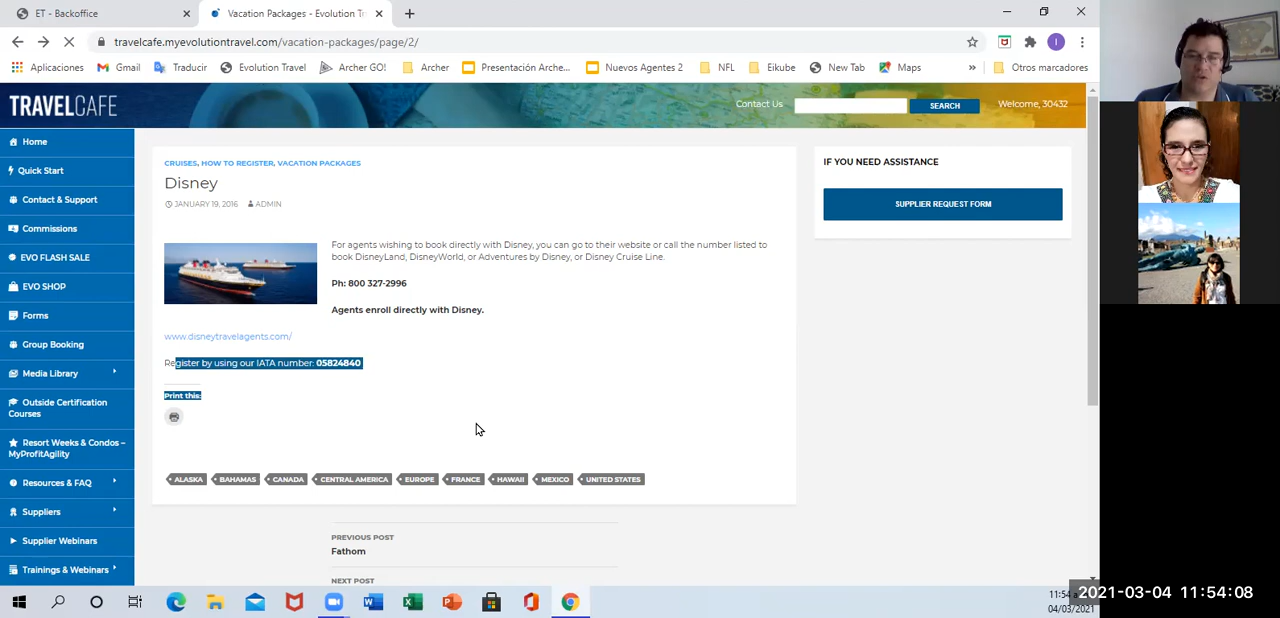 ET - Backoffice
Vacation Packages - Evolution T
travelcafe.myevolutiontravel.com/vacation-packages/page/2/
Aplicaciones
Gmail
Traducir
Evolution Travel
Archer GO!
Archer
Presentación Arche...
Nuevos Agentes 2
NFL
Eikube
New Tab
Maps
»
Otros marcadores
TRAVELCAFE
Contact Us
SEARCH
Welcome, 30432
Home
Quick Start
Contact & Support
Commissions
EVO FLASH SALE
EVO SHOP
Forms
Group Booking
Media Library
Outside Certification
Courses
Resort Weeks & Condos –
MyProfitAgility
Resources & FAQ
Suppliers
Supplier Webinars
Trainings & Webinars
CRUISES, HOW TO REGISTER, VACATION PACKAGES
Disney
JANUARY 19, 2016 ADMIN
For agents wishing to book directly with Disney, you can go to their website or call the number listed to
book DisneyLand, DisneyWorld, or Adventures by Disney, or Disney Cruise Line.
Ph: 800 327-2996
Agents enroll directly with Disney.
www.disneytravelagents.com/
Register by using our IATA number: 05824840
Print this:
ALASKA
BAHAMAS
CANADA
CENTRAL AMERICA
EUROPE
FRANCE
HAWAII
MEXICO
UNITED STATES
PREVIOUS POST
Fathom
NEXT POST
IF YOU NEED ASSISTANCE
SUPPLIER REQUEST FORM
11:54 a
04/03/2021
2021-03-04 11:54:08